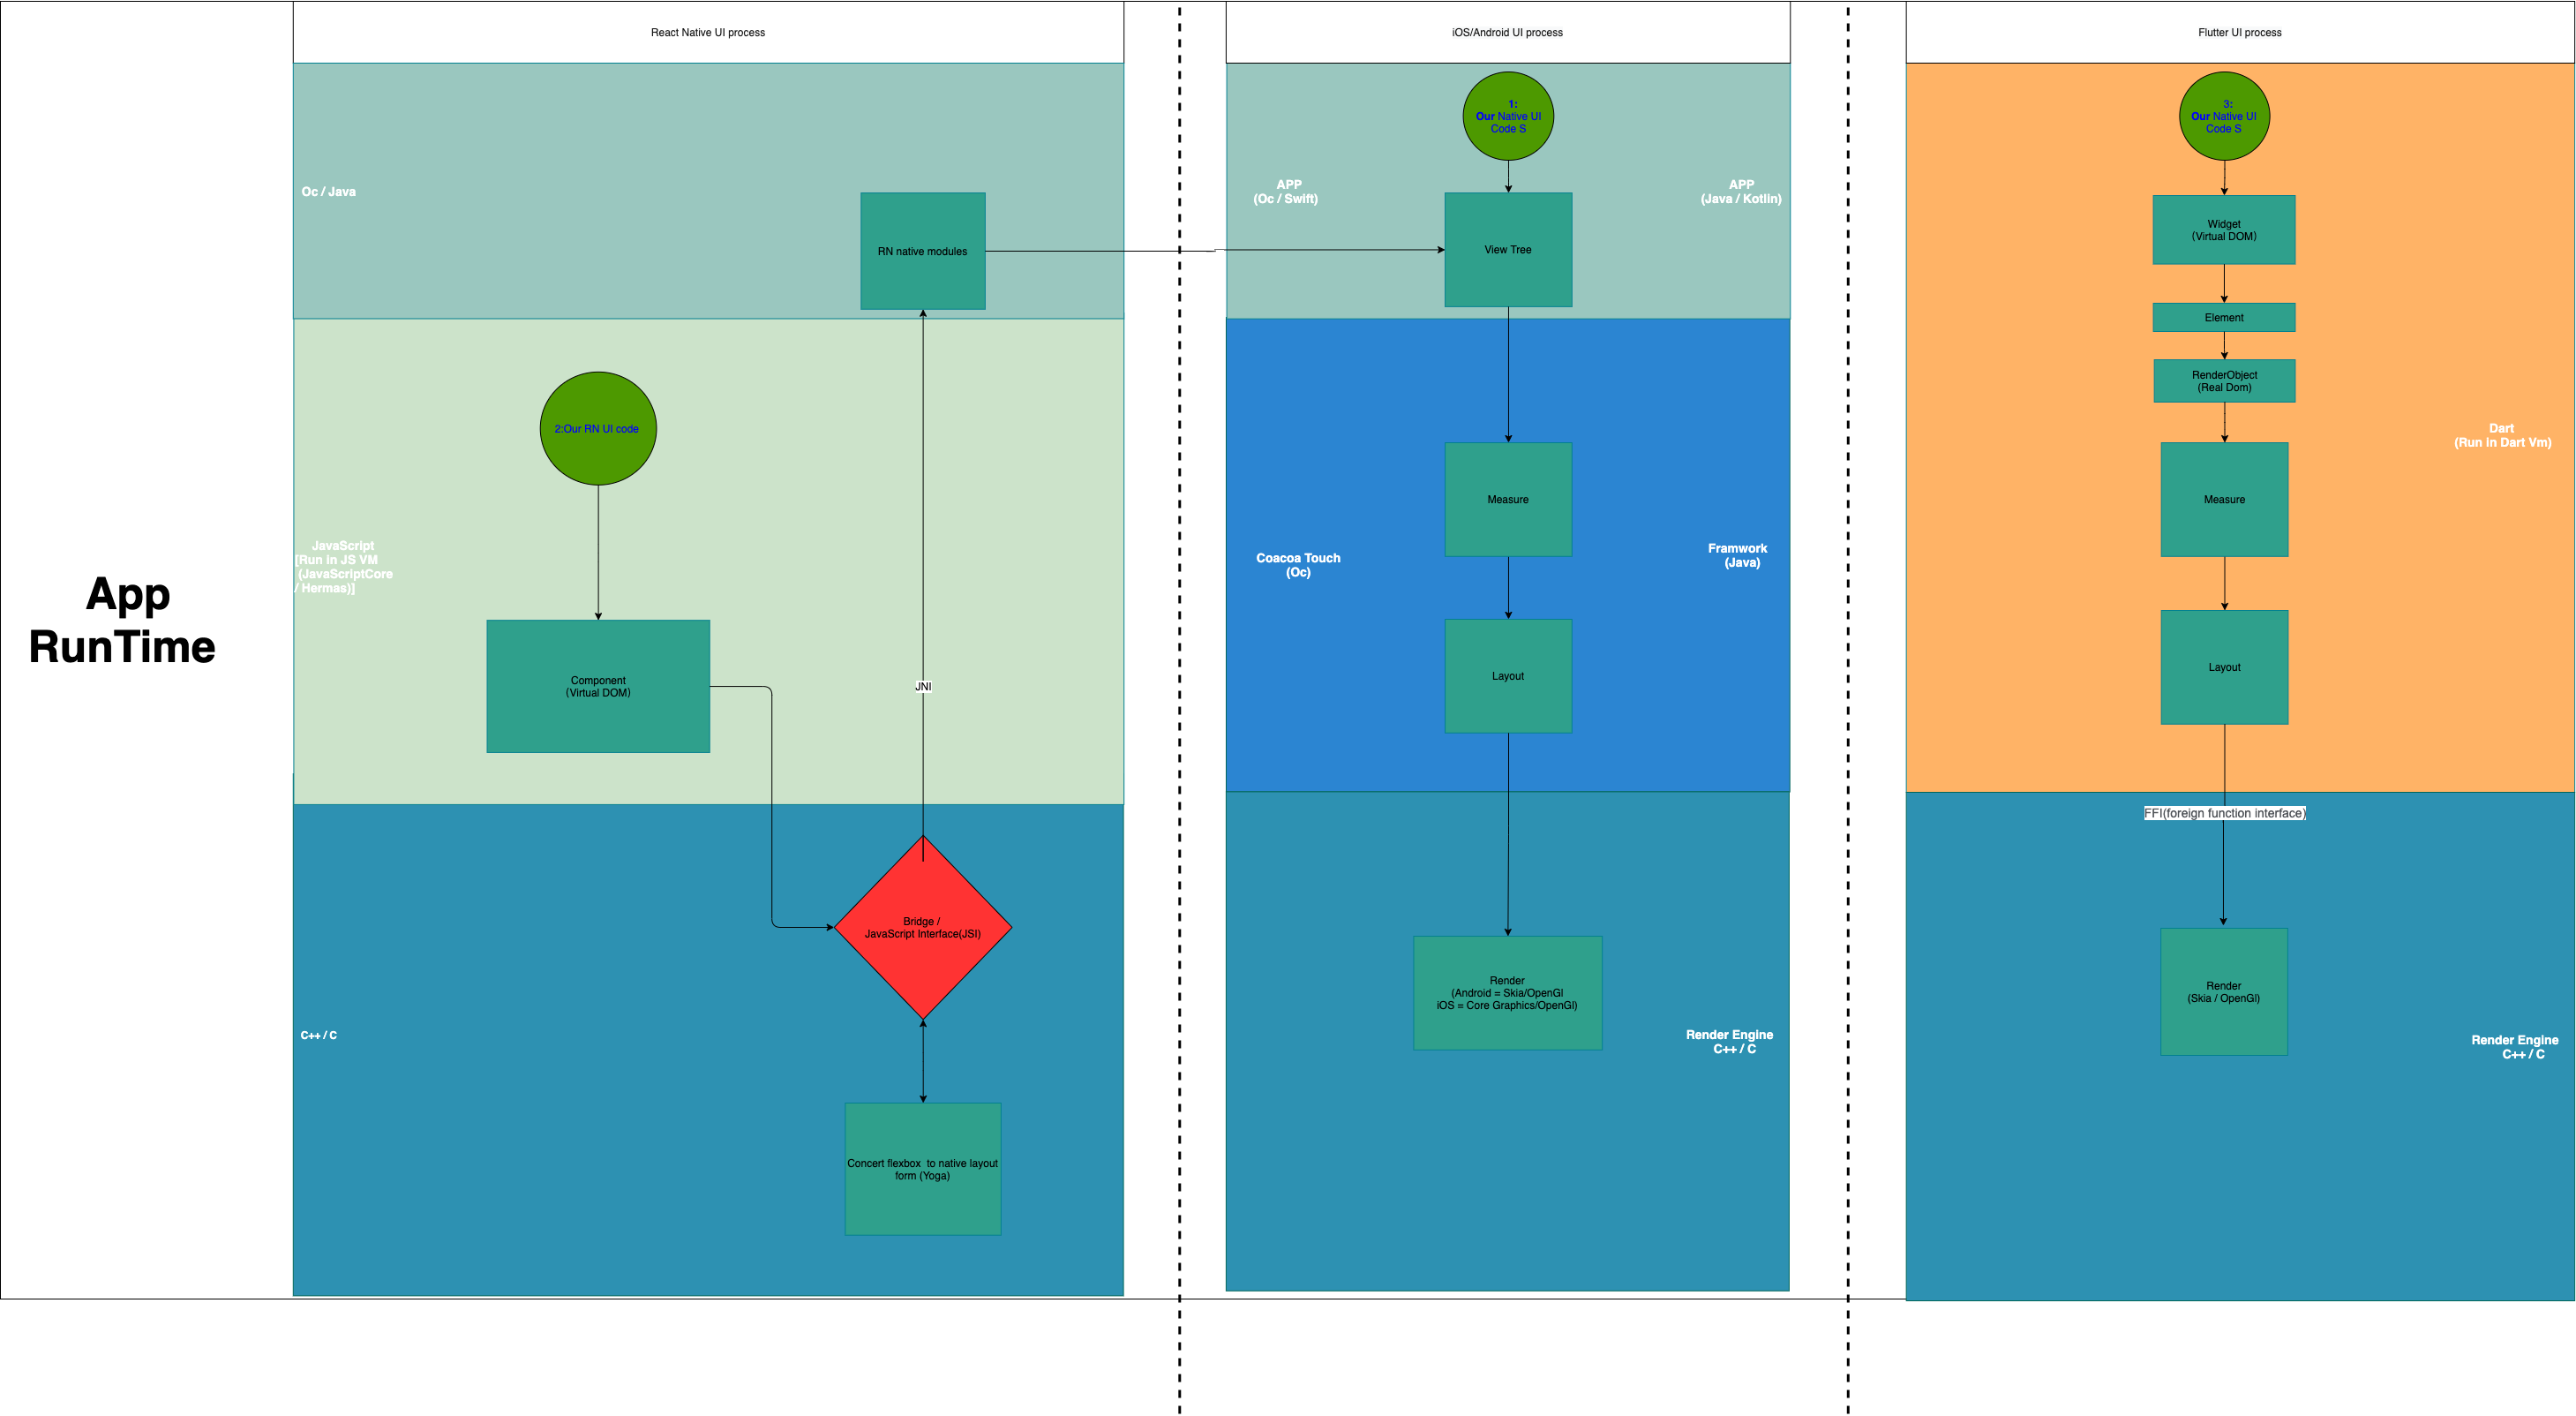 React Native UI process
iOS/Android UI process
Flutter UI process
App
RunTime
Oc / Java
RN native modules
2:Our RN UI code
JavaScript
[Run in JS VM
(JavaScriptCore
/ Hermas)]
Component
(Virtual DOM)
JNI
Bridge /
JavaScript Interface(JSI)
C++ / C
Concert flexbox to native layout
form (Yoga)
1:
Our Native UI
Code S
APP
(Oc / Swift)
APP
(Java / Kotlin)
View Tree
Measure
Coacoa Touch
(Oc)
Framwork
(Java)
Layout
Render
(Android = Skia/OpenGl
iOS = Core Graphics/OpenGl)
Render Engine
C++ / C
3:
Our Native UI
Code S
Widget
(Virtual DOM)
Element
RenderObject
(Real Dom)
Dart
(Run in Dart Vm)
Measure
Layout
FFI(foreign function interface)
Render
(Skia / OpenGl)
Render Engine
C++ / C